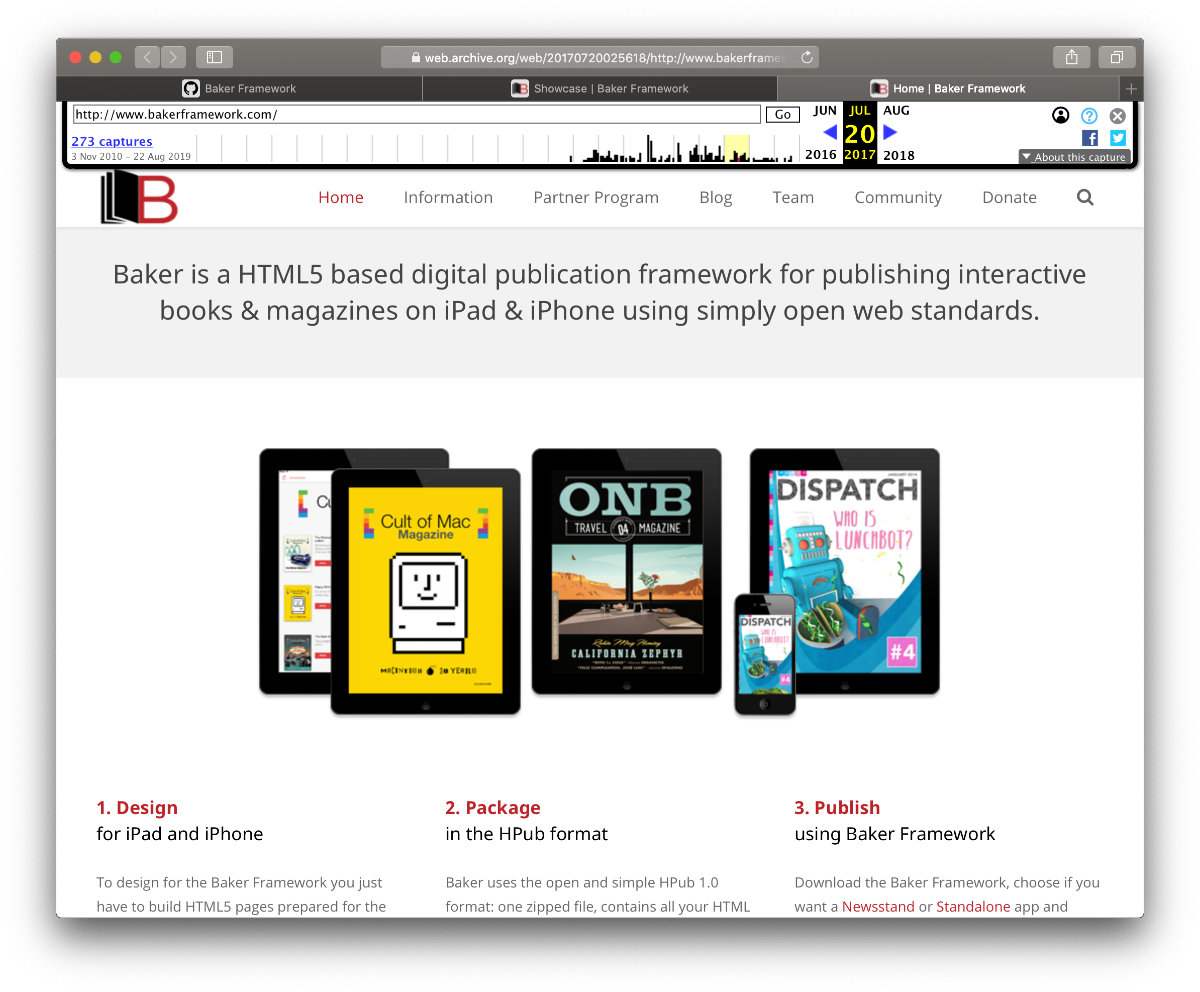 web.archive.org/web/20170720025618/http://www.bakerframew
Baker Framework
Showcase | Baker Framework
Home | Baker Framework
http://www.bakerframework.com/
Go
JUN JUL AUG
273 captures
20
3 Nov 2010 – 22 Aug 2019
2016 2017 2018
About this capture
B
Home Information Partner Program Blog Team Community Donate
Baker is a HTML5 based digital publication framework for publishing interactive
books & magazines on iPad & iPhone using simply open web standards.
Cult of Mac
Magazine
MACINTOSH 30 YEARS
ONB
TRAVEL 04 MAGAZINE
Robin May Fleming
CALIFORNIA ZEPHYR
JANUARY 2014
DISPATCH
WHO IS
LUNCHBOT?
#4
DISPATCH
WHO IS
LUNCHBOT?
#4
1. Design
for iPad and iPhone
To design for the Baker Framework you just
have to build HTML5 pages prepared for the
2. Package
in the HPub format
Baker uses the open and simple HPub 1.0
format: one zipped file, contains all your HTML
3. Publish
using Baker Framework
Download the Baker Framework, choose if you
want a Newsstand or Standalone app and